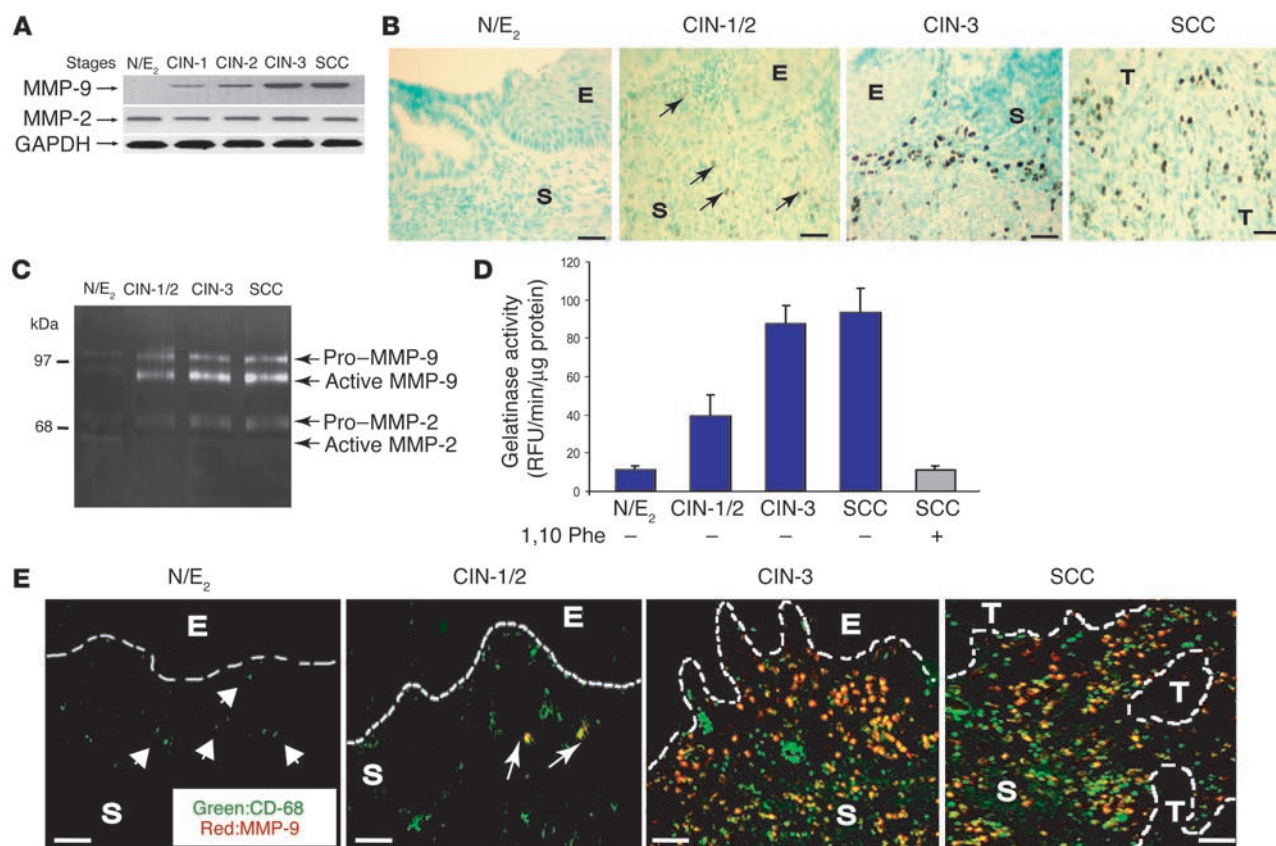 A
Stages N/E₂ CIN-1 CIN-2 CIN-3 SCC
MMP-9
MMP-2
GAPDH
B
N/E₂ CIN-1/2 CIN-3 SCC
E
S
E
S
E
S
T
T
C
N/E₂ CIN-1/2 CIN-3 SCC
kDa
97
68
Pro–MMP-9
Active MMP-9
Pro–MMP-2
Active MMP-2
D
Gelatinase activity
(RFU/min/µg protein)
120
100
80
60
40
20
0
N/E₂ CIN-1/2 CIN-3 SCC SCC
1,10 Phe – – – – +
E
N/E₂ CIN-1/2 CIN-3 SCC
E
S
Green:CD-68
Red:MMP-9
E
S
E
S
T
T
S
T